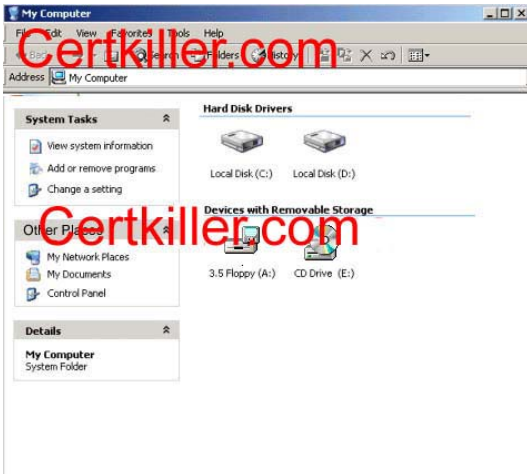 My Computer
File Edit View Favorites Tools Help
Certkiller.com
Back Search Folders History
Address My Computer
System Tasks
View system information
Add or remove programs
Change a setting
Other Places
My Network Places
My Documents
Control Panel
Details
My Computer
System Folder
Hard Disk Drivers
Local Disk (C:) Local Disk (D:)
Devices with Removable Storage
Certkiller.com
3.5 Floppy (A:) CD Drive (E:)